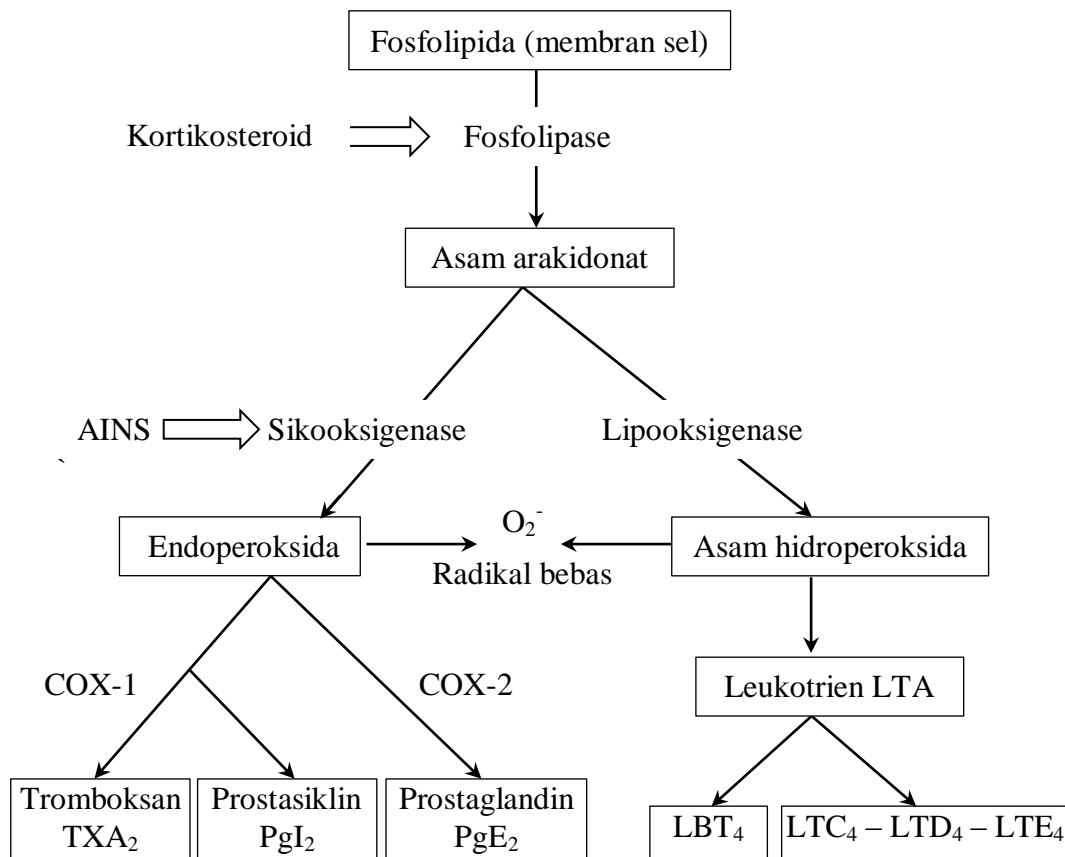 Fosfolipida (membran sel)
Kortikosteroid
Fosfolipase
Asam arakidonat
AINS
Sikooksigenase
Lipooksigenase
`
Endoperoksida
O₂⁻
Radikal bebas
Asam hidroperoksida
COX-1
COX-2
Leukotrien LTA
Tromboksan
TXA₂
Prostasiklin
PgI₂
Prostaglandin
PgE₂
LBT₄
LTC₄ – LTD₄ – LTE₄